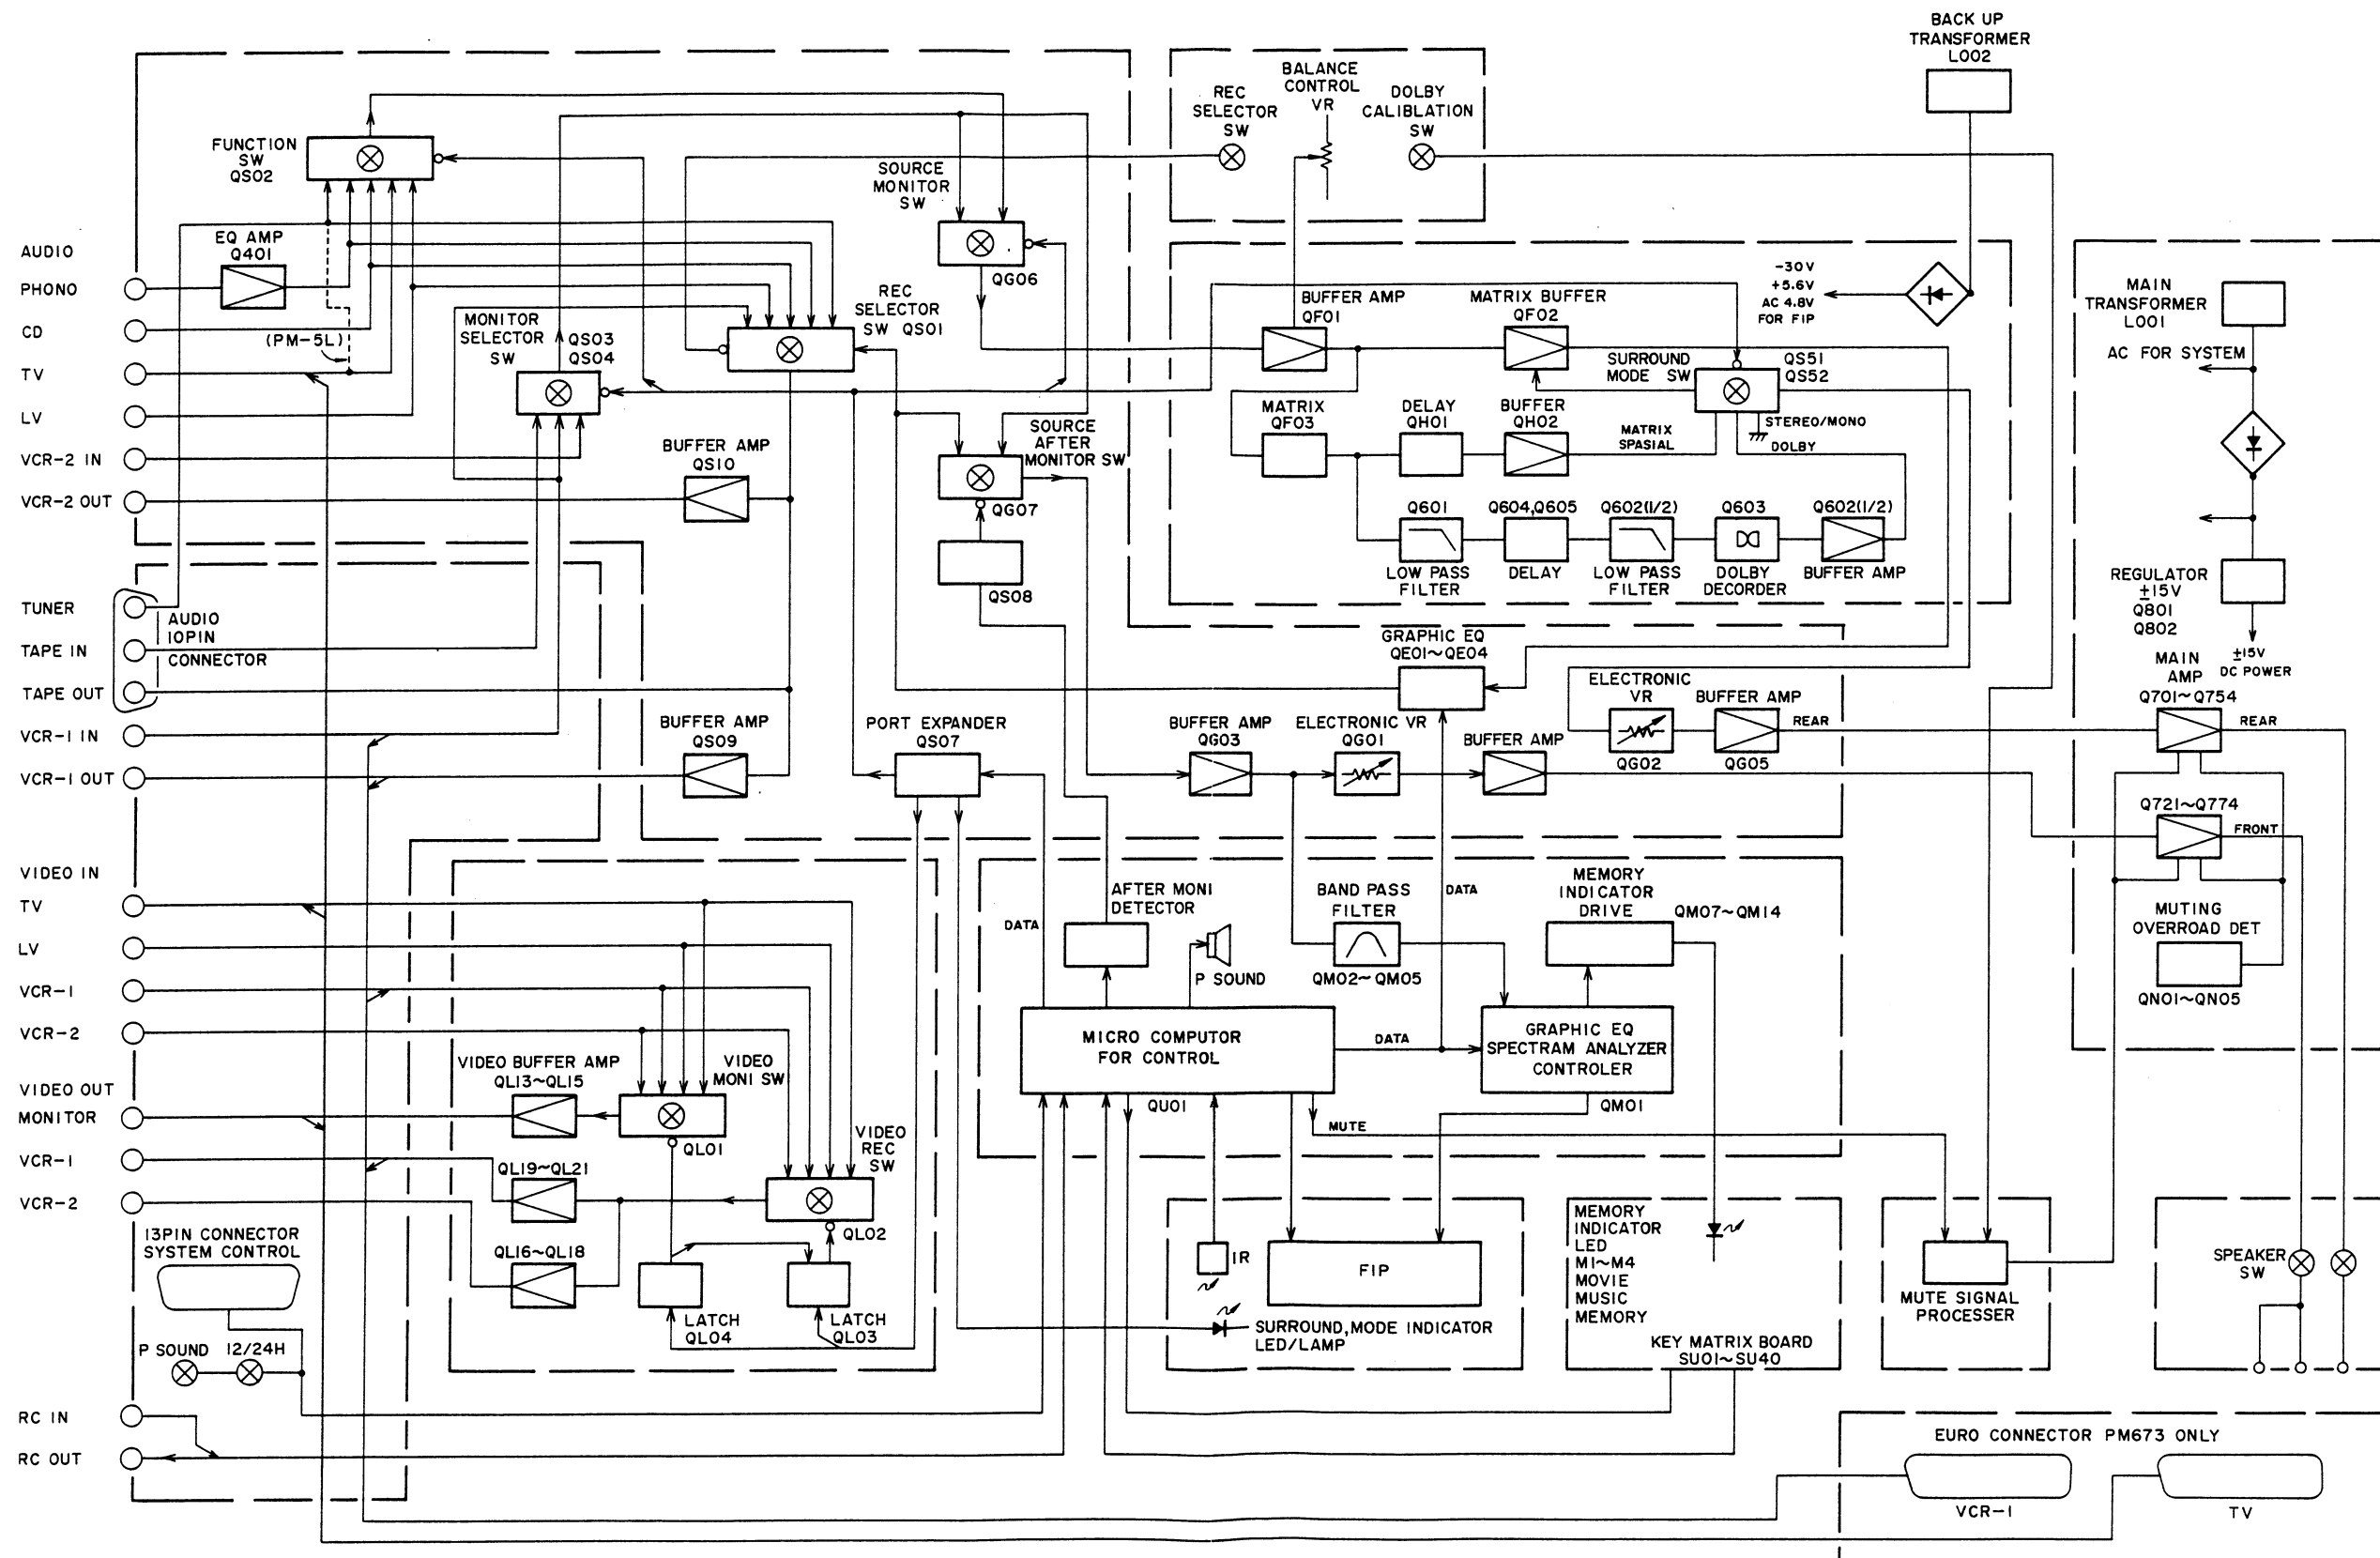 BACK UP
TRANSFORMER
L002
BALANCE
CONTROL
VR
REC
SELECTOR
SW
DOLBY
CALIBLATION
SW
FUNCTION
SW
QS02
SOURCE
MONITOR
SW
QG06
AUDIO
EQ AMP
Q401
PHONO
CD
(PM-5L)
TV
LV
VCR-2 IN
VCR-2 OUT
MONITOR
SELECTOR
SW
QS03
QS04
REC
SELECTOR
SW QS01
BUFFER AMP
QS10
SOURCE
AFTER
MONITOR SW
QG07
QS08
BUFFER AMP
QF01
MATRIX BUFFER
QF02
-30V
+5.6V
AC 4.8V
FOR FIP
SURROUND
MODE SW
QS51
QS52
MATRIX
QF03
DELAY
QH01
BUFFER
QH02
MATRIX
SPASIAL
STEREO/MONO
DOLBY
Q601
Q604,Q605
Q602(1/2)
Q603
Q602(1/2)
LOW PASS
FILTER
DELAY
LOW PASS
FILTER
DOLBY
DECORDER
BUFFER AMP
MAIN
TRANSFORMER
L001
AC FOR SYSTEM
REGULATOR
±15V
Q801
Q802
±15V
DC POWER
MAIN
AMP
Q701~Q754
REAR
Q721~Q774
FRONT
MUTING
OVERROAD DET
QN01~QN05
TUNER
AUDIO
10PIN
CONNECTOR
TAPE IN
TAPE OUT
VCR-1 IN
VCR-1 OUT
BUFFER AMP
QS09
PORT EXPANDER
QS07
GRAPHIC EQ
QE01~QE04
BUFFER AMP
QG03
ELECTRONIC VR
QG01
BUFFER AMP
ELECTRONIC
VR
QG02
BUFFER AMP
QG05
REAR
VIDEO IN
TV
LV
VCR-1
VCR-2
VIDEO OUT
MONITOR
VCR-1
VCR-2
VIDEO BUFFER AMP
QL13~QL15
VIDEO
MONI SW
QL01
VIDEO
REC
SW
QL02
QL19~QL21
QL16~QL18
LATCH
QL04
LATCH
QL03
13PIN CONNECTOR
SYSTEM CONTROL
P SOUND
12/24H
RC IN
RC OUT
DATA
AFTER MONI
DETECTOR
P SOUND
BAND PASS
FILTER
QM02~QM05
DATA
MEMORY
INDICATOR
DRIVE
QM07~QM14
MICRO COMPUTOR
FOR CONTROL
QU01
DATA
GRAPHIC EQ
SPECTRAM ANALYZER
CONTROLER
QM01
MUTE
IR
FIP
SURROUND,MODE INDICATOR
LED/LAMP
MEMORY
INDICATOR
LED
M1~M4
MOVIE
MUSIC
MEMORY
KEY MATRIX BOARD
SU01~SU40
MUTE SIGNAL
PROCESSER
SPEAKER
SW
EURO CONNECTOR PM673 ONLY
VCR-1
TV